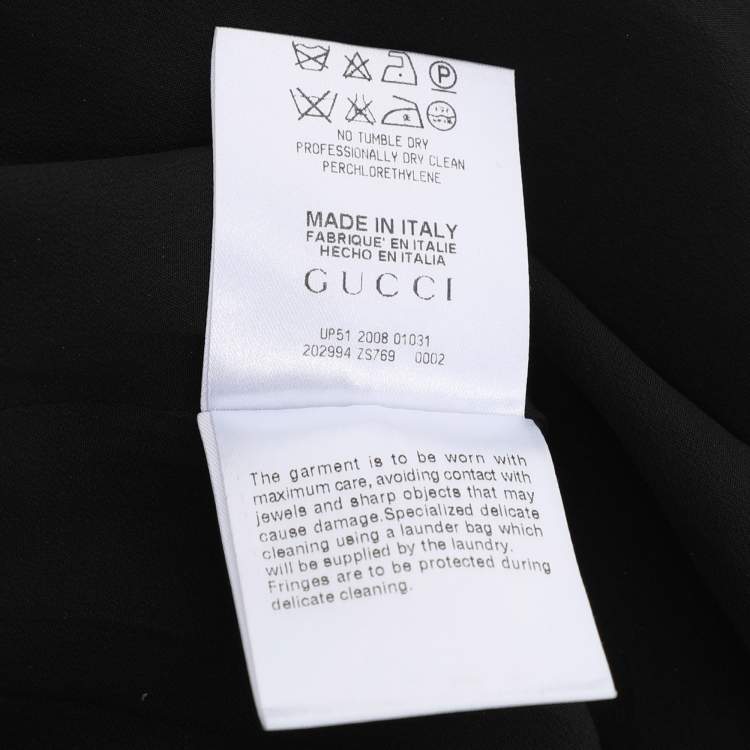 P
NO TUMBLE DRY
PROFESSIONALLY DRY CLEAN
PERCHLORETHYLENE
MADE IN ITALY
FABRIQUE' EN ITALIE
HECHO EN ITALIA
GUCCI
UP51 2008 01031
202994 ZS769 0002
The garment is to be worn with
maximum care, avoiding contact with
jewels and sharp objects that may
cause damage.Specialized delicate
cleaning using a launder bag which
will be supplied by the laundry.
Fringes are to be protected during
delicate cleaning.